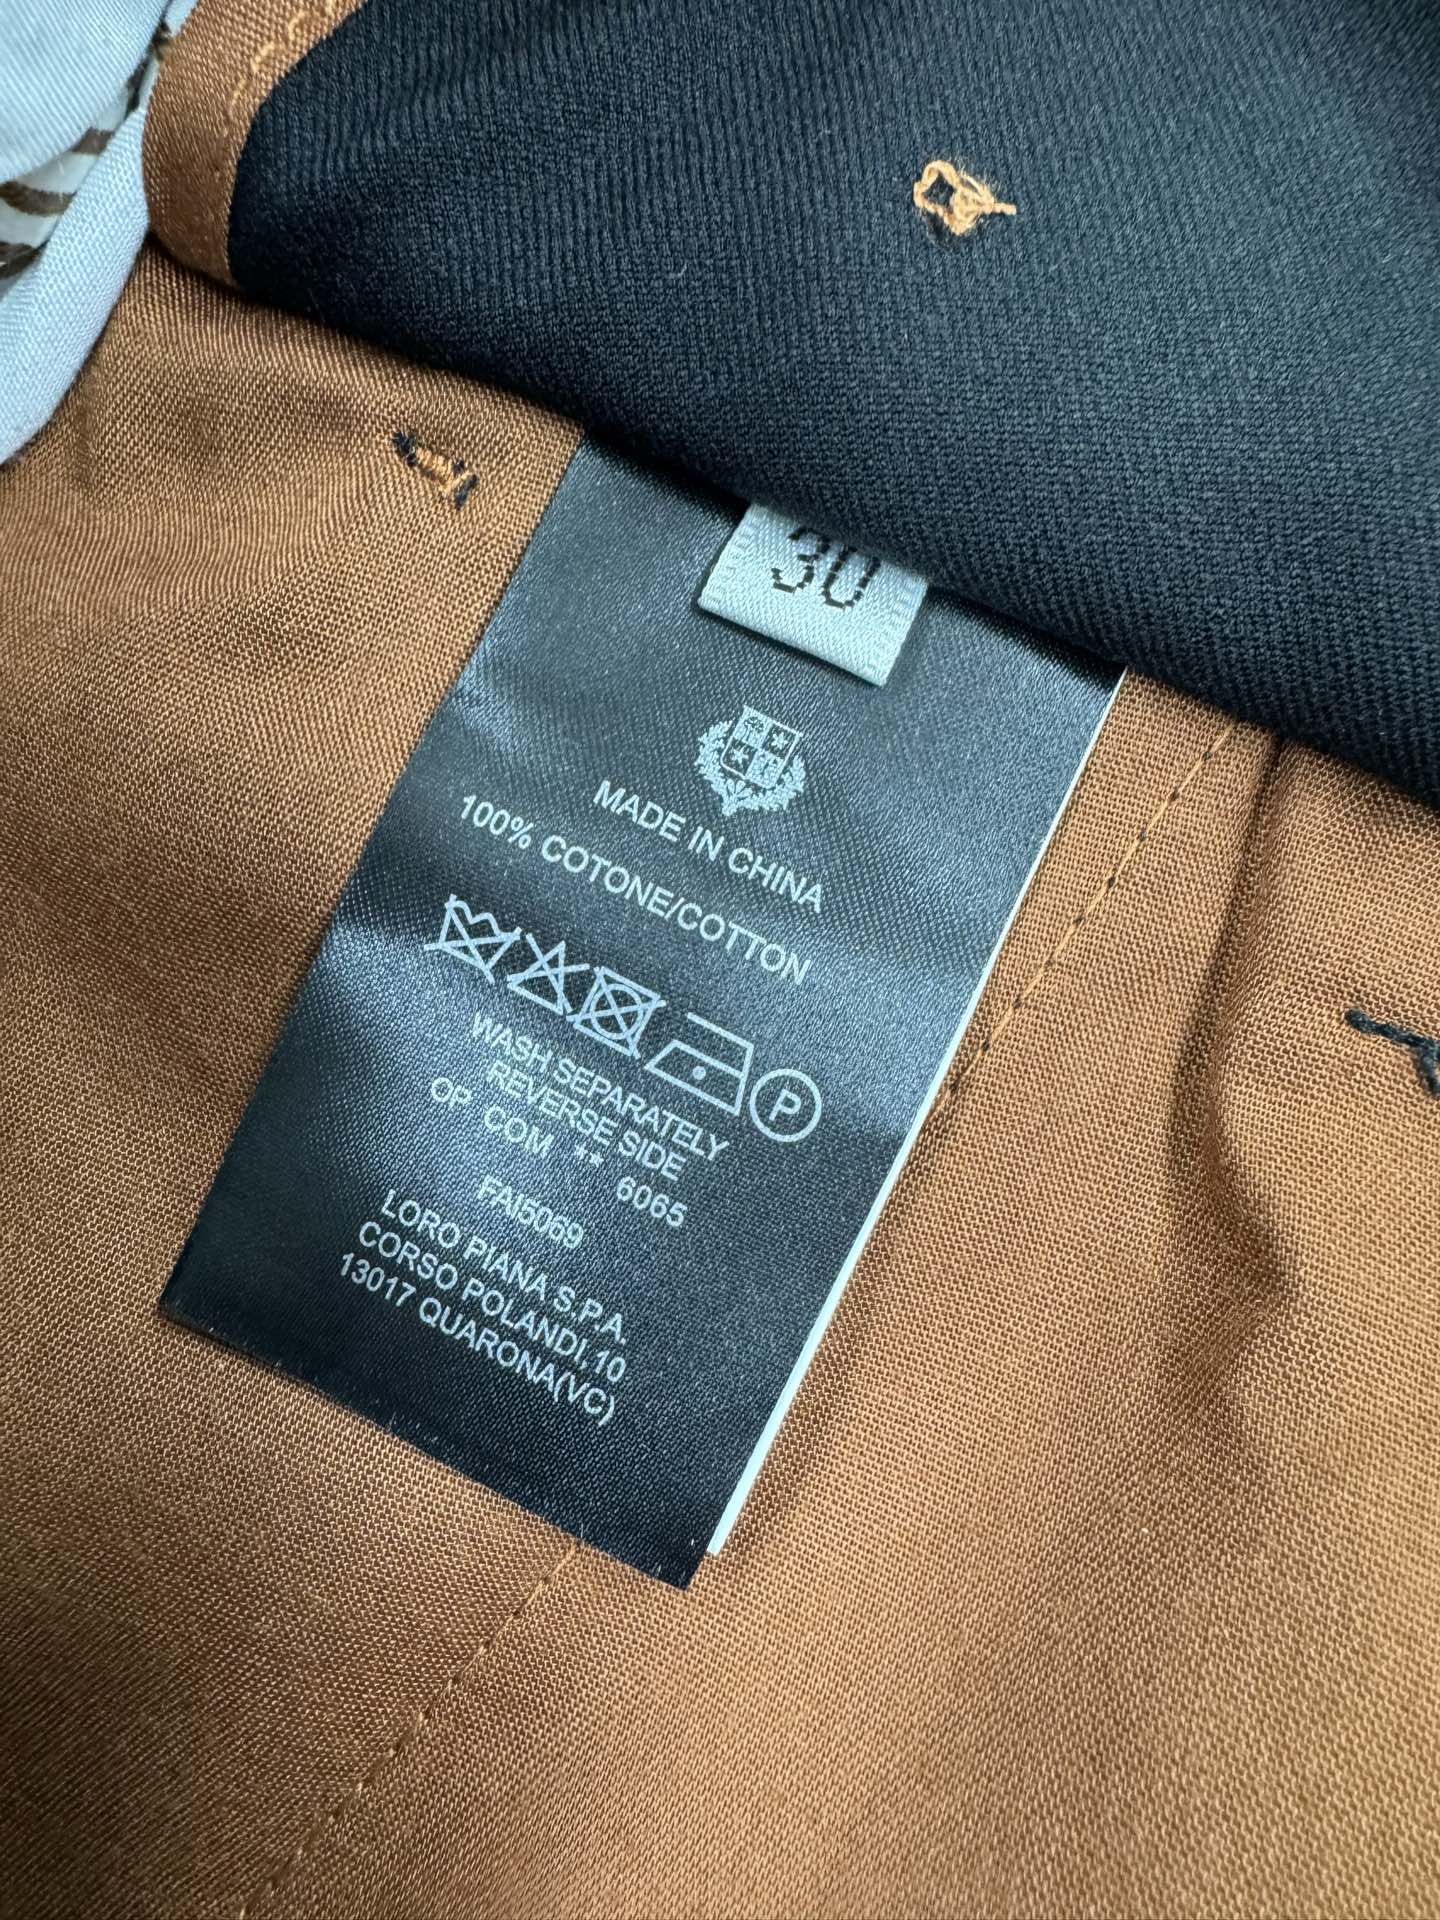 30
MADE IN CHINA
100% COTONE/COTTON
P
WASH SEPARATELY
REVERSE SIDE
OP COM ** 6065
FAI5069
LORO PIANA S.P.A.
CORSO POLANDI,10
13017 QUARONA(VC)